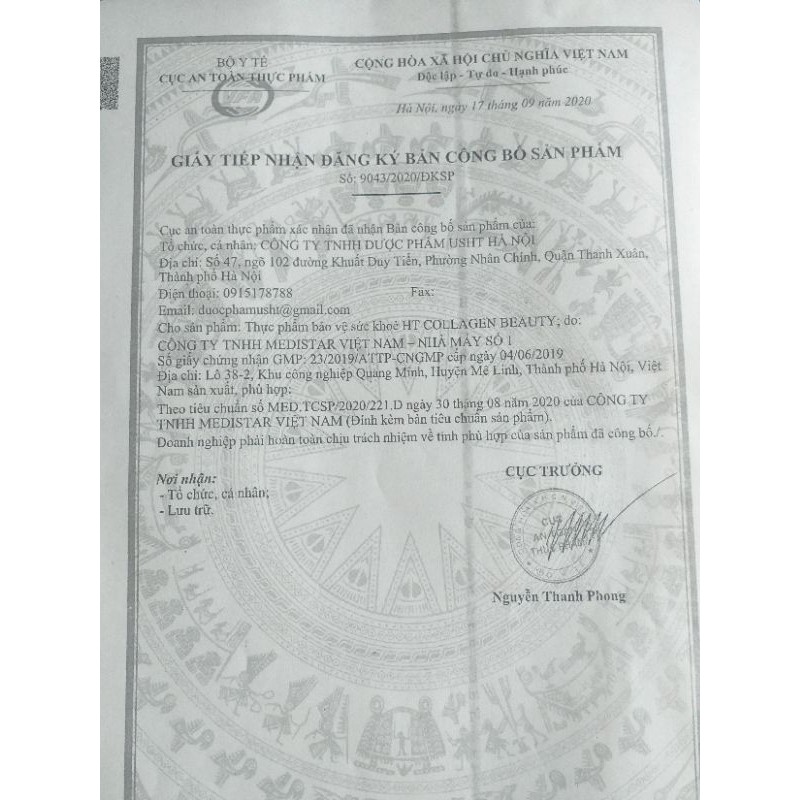 BỘ Y TẾ
CỤC AN TOÀN THỰC PHẨM
CỘNG HÒA XÃ HỘI CHỦ NGHĨA VIỆT NAM
Độc lập - Tự do - Hạnh phúc
Hà Nội, ngày 17 tháng 09 năm 2020
GIẤY TIẾP NHẬN ĐĂNG KÝ BẢN CÔNG BỐ SẢN PHẨM
Số: 9043/2020/ĐKSP
Cục an toàn thực phẩm xác nhận đã nhận Bản công bố sản phẩm của:
Tổ chức, cá nhân: CÔNG TY TNHH DƯỢC PHẨM USHT HÀ NỘI
Địa chỉ: Số 47, ngõ 102 đường Khuất Duy Tiến, Phường Nhân Chính, Quận Thanh Xuân,
Thành phố Hà Nội
Điện thoại: 0915178788 Fax:
Email: duocphamusht@gmail.com
Cho sản phẩm: Thực phẩm bảo vệ sức khoẻ HT COLLAGEN BEAUTY; do:
CÔNG TY TNHH MEDISTAR VIỆT NAM – NHÀ MÁY SỐ 1
Số giấy chứng nhận GMP: 23/2019/ATTP-CNGMP cấp ngày 04/06/2019
Địa chỉ: Lô 38-2, Khu công nghiệp Quang Minh, Huyện Mê Linh, Thành phố Hà Nội, Việt
Nam sản xuất, phù hợp:
Theo tiêu chuẩn số MED.TCSP/2020/221.D ngày 30 tháng 08 năm 2020 của CÔNG TY
TNHH MEDISTAR VIỆT NAM (Đính kèm bản tiêu chuẩn sản phẩm).
Doanh nghiệp phải hoàn toàn chịu trách nhiệm về tính phù hợp của sản phẩm đã công bố./.
Nơi nhận:
- Tổ chức, cá nhân;
- Lưu trữ.
CỤC TRƯỞNG
CỤC
AN TOÀN
THỰC PHẨM
Nguyễn Thanh Phong